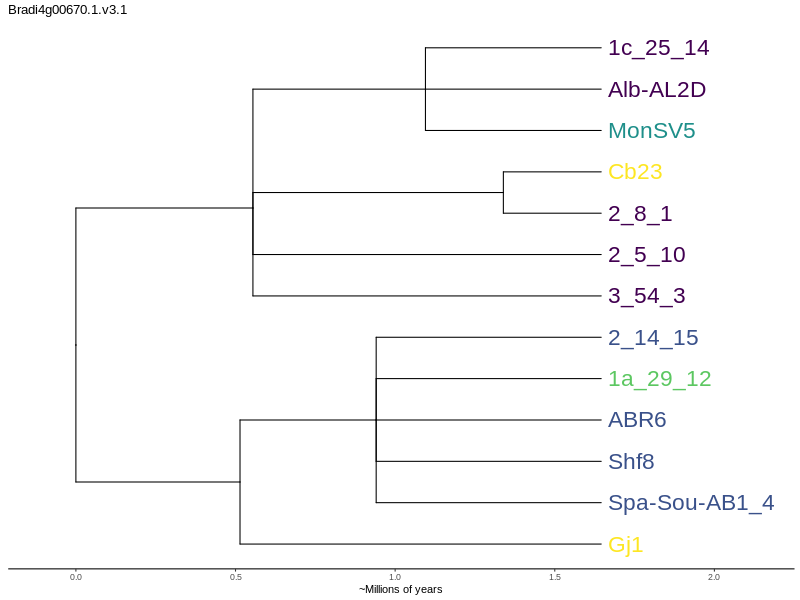 Bradi4g00670.1.v3.1
1c_25_14
Alb-AL2D
MonSV5
Cb23
2_8_1
2_5_10
3_54_3
2_14_15
1a_29_12
ABR6
Shf8
Spa-Sou-AB1_4
Gj1
0.0 0.5 1.0 1.5 2.0
~Millions of years